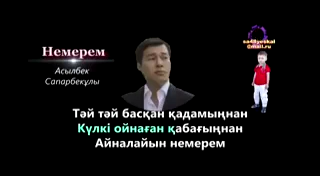 Немерем
Асылбек
Сапарбекұлы
Тәй тәй басқан қадамыңнан
Күлкі ойнаған қабағыңнан
Айналайын немерем